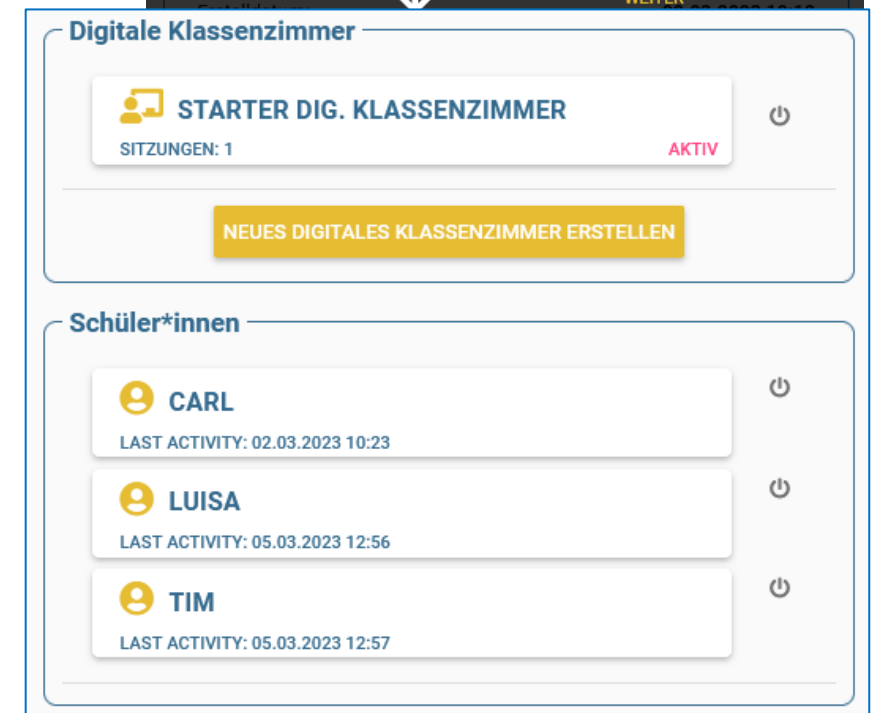 WEITER
Digitale Klassenzimmer
STARTER DIG. KLASSENZIMMER
SITZUNGEN: 1
AKTIV
NEUES DIGITALES KLASSENZIMMER ERSTELLEN
Schüler*innen
CARL
LAST ACTIVITY: 02.03.2023 10:23
LUISA
LAST ACTIVITY: 05.03.2023 12:56
TIM
LAST ACTIVITY: 05.03.2023 12:57